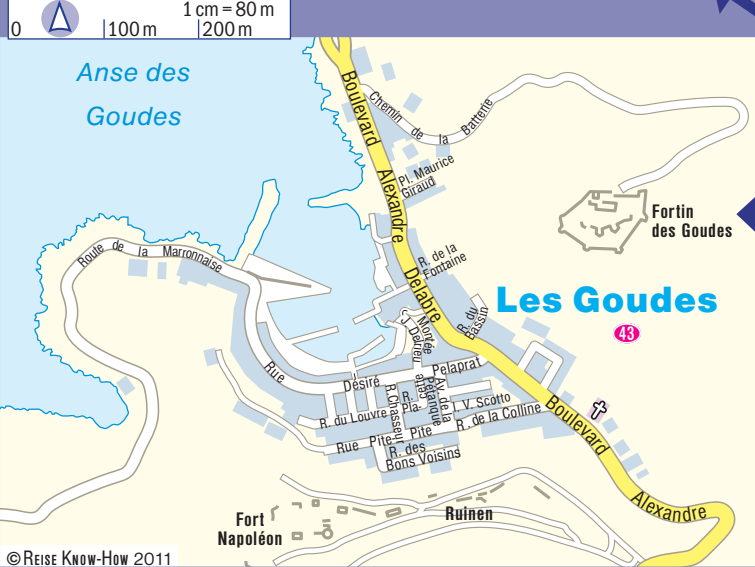 1 cm = 80 m
0 100 m 200 m
Anse des
Goudes
Boulevard
Chemin de la Batterie
Pl. Maurice
Giraud
Alexandre
Fortin
des Goudes
Route de la Marronnaise
R. de la
Fontaine
Delabre
Les Goudes
43
R. du
Bassin
Montée
J. Delrieu
Rue
Désiré
Pelaprat
R.
Pla-
cette
Av. de la
Pétanque
R. Chasseur
R. du Louvre
I. V. Scotto
R. de la Colline
Rue Pite-Pite
R. des
Bons Voisins
Boulevard
Alexandre
Fort
Napoléon
Ruinen
© REISE KNOW-HOW 2011